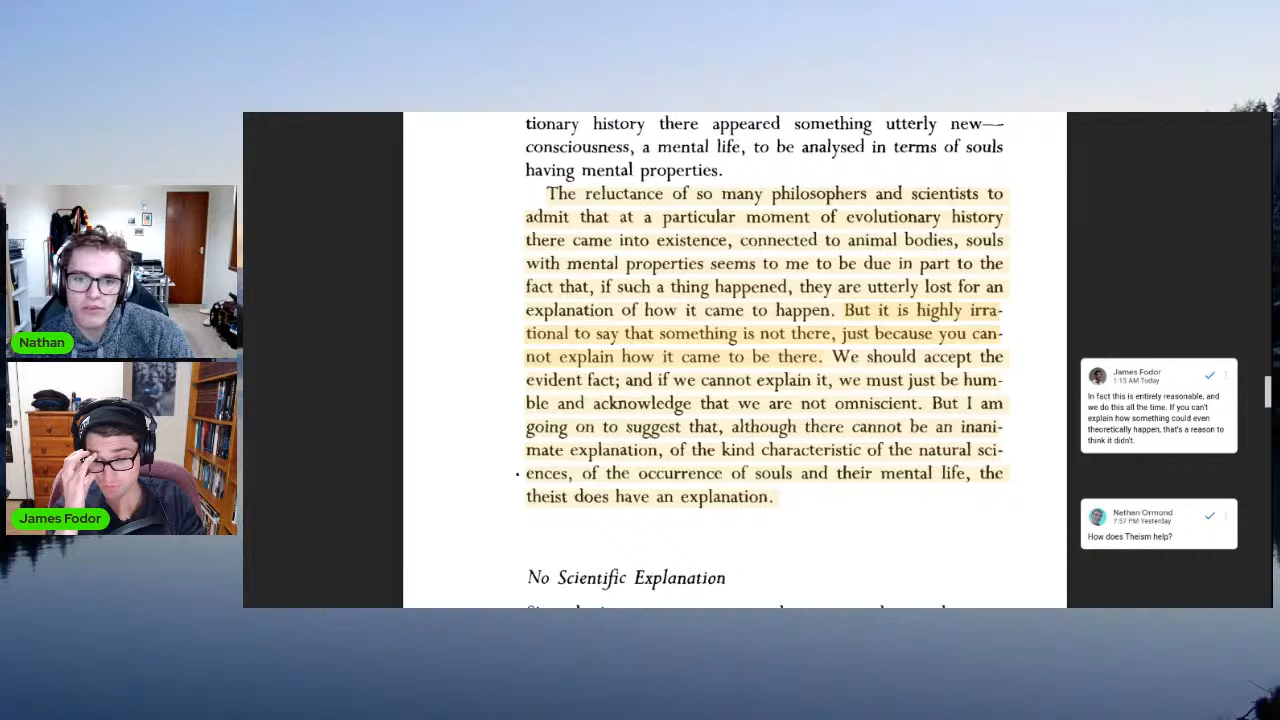 tionary history there appeared something utterly new—
consciousness, a mental life, to be analysed in terms of souls
having mental properties.
The reluctance of so many philosophers and scientists to
admit that at a particular moment of evolutionary history
there came into existence, connected to animal bodies, souls
with mental properties seems to me to be due in part to the
fact that, if such a thing happened, they are utterly lost for an
explanation of how it came to happen. But it is highly irra-
tional to say that something is not there, just because you can-
not explain how it came to be there. We should accept the
evident fact; and if we cannot explain it, we must just be hum-
ble and acknowledge that we are not omniscient. But I am
going on to suggest that, although there cannot be an inani-
mate explanation, of the kind characteristic of the natural sci-
ences, of the occurrence of souls and their mental life, the
theist does have an explanation.
No Scientific Explanation
James Fodor
1:15 AM Today
In fact this is entirely reasonable, and
we do this all the time. If you can't
explain how something could even
theoretically happen, that's a reason to
think it didn't.
Nathan Ormond
7:57 PM Yesterday
How does Theism help?
Nathan
James Fodor